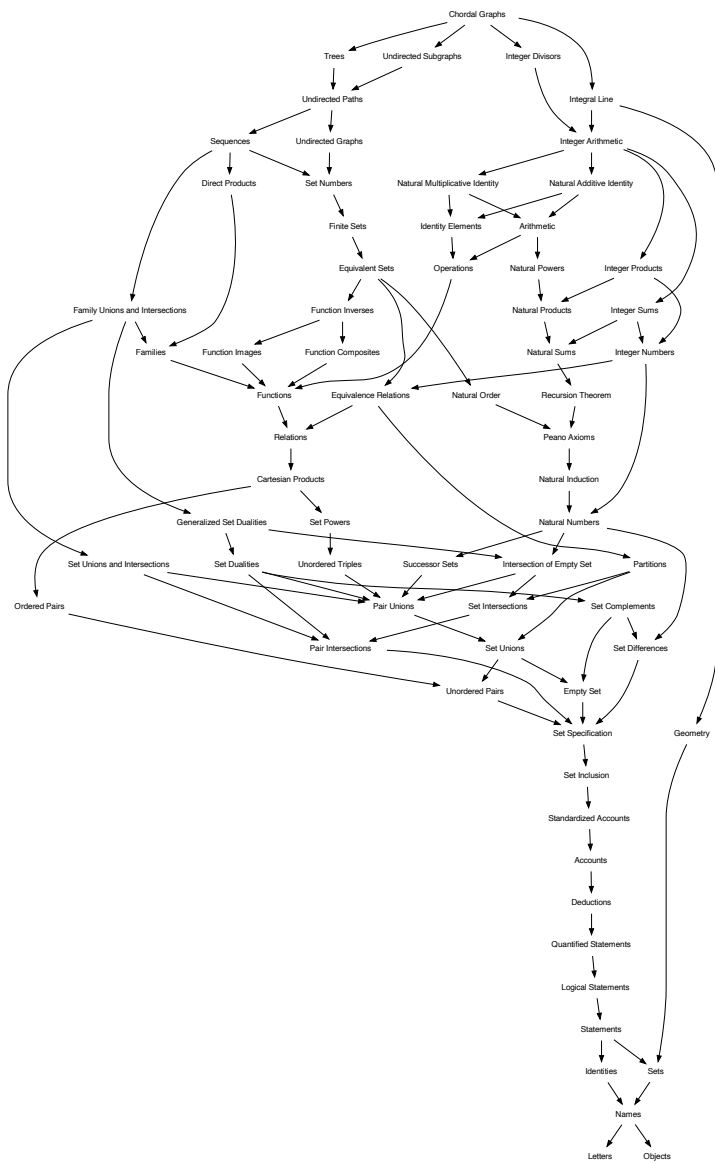 Chordal Graphs
Trees
Undirected Subgraphs
Integer Divisors
Undirected Paths
Integral Line
Sequences
Undirected Graphs
Integer Arithmetic
Direct Products
Set Numbers
Natural Multiplicative Identity
Natural Additive Identity
Finite Sets
Identity Elements
Arithmetic
Equivalent Sets
Operations
Natural Powers
Integer Products
Family Unions and Intersections
Function Inverses
Natural Products
Integer Sums
Families
Function Images
Function Composites
Natural Sums
Integer Numbers
Functions
Equivalence Relations
Natural Order
Recursion Theorem
Relations
Peano Axioms
Cartesian Products
Natural Induction
Generalized Set Dualities
Set Powers
Natural Numbers
Set Unions and Intersections
Set Dualities
Unordered Triples
Successor Sets
Intersection of Empty Set
Partitions
Ordered Pairs
Pair Unions
Set Intersections
Set Complements
Pair Intersections
Set Unions
Set Differences
Unordered Pairs
Empty Set
Set Specification
Geometry
Set Inclusion
Standardized Accounts
Accounts
Deductions
Quantified Statements
Logical Statements
Statements
Identities
Sets
Names
Letters
Objects